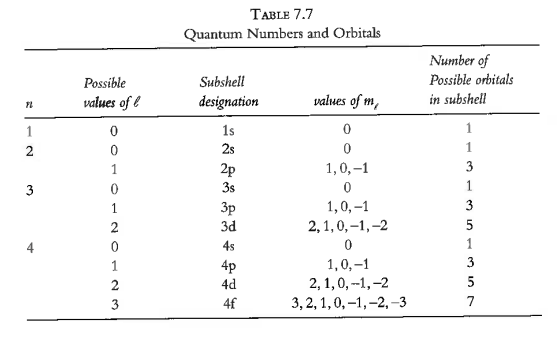 TABLE 7.7
Quantum Numbers and Orbitals
Number of
Possible Subshell Possible orbitals
n values of ℓ designation values of mℓ in subshell
1 0 1s 0 1
2 0 2s 0 1
1 2p 1, 0, –1 3
3 0 3s 0 1
1 3p 1, 0, –1 3
2 3d 2, 1, 0, –1, –2 5
4 0 4s 0 1
1 4p 1, 0, –1 3
2 4d 2, 1, 0, –1, –2 5
3 4f 3, 2, 1, 0, –1, –2, –3 7